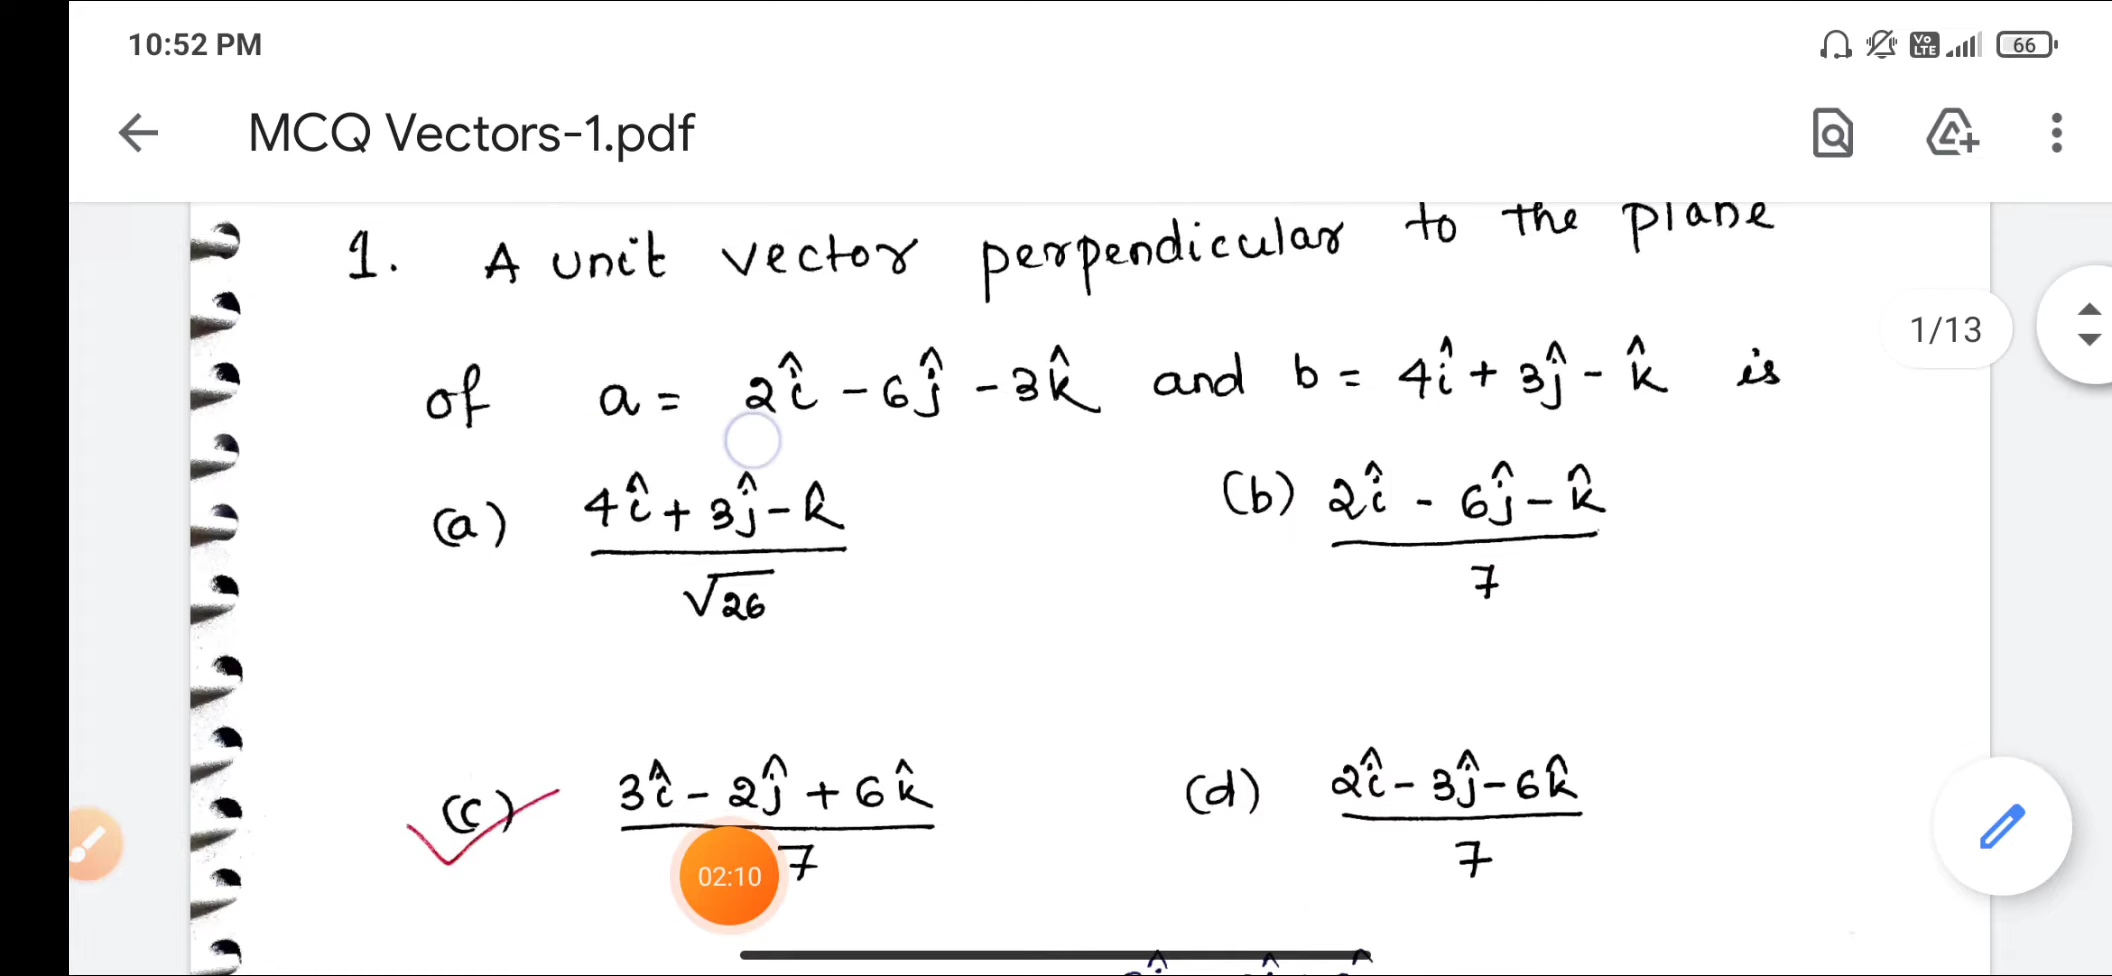 10:52 PM
Vo LTE 66
MCQ Vectors-1.pdf
1. A unit vector perpendicular to the plane
of a = 2î - 6ĵ - 3k̂ and b = 4î + 3ĵ - k̂ is
1/13
(a) 4î + 3ĵ - k̂ / √26 (b) 2î - 6ĵ - k̂ / 7
(c) 3î - 2ĵ + 6k̂ / 7 (d) 2î - 3ĵ - 6k̂ / 7
02:10